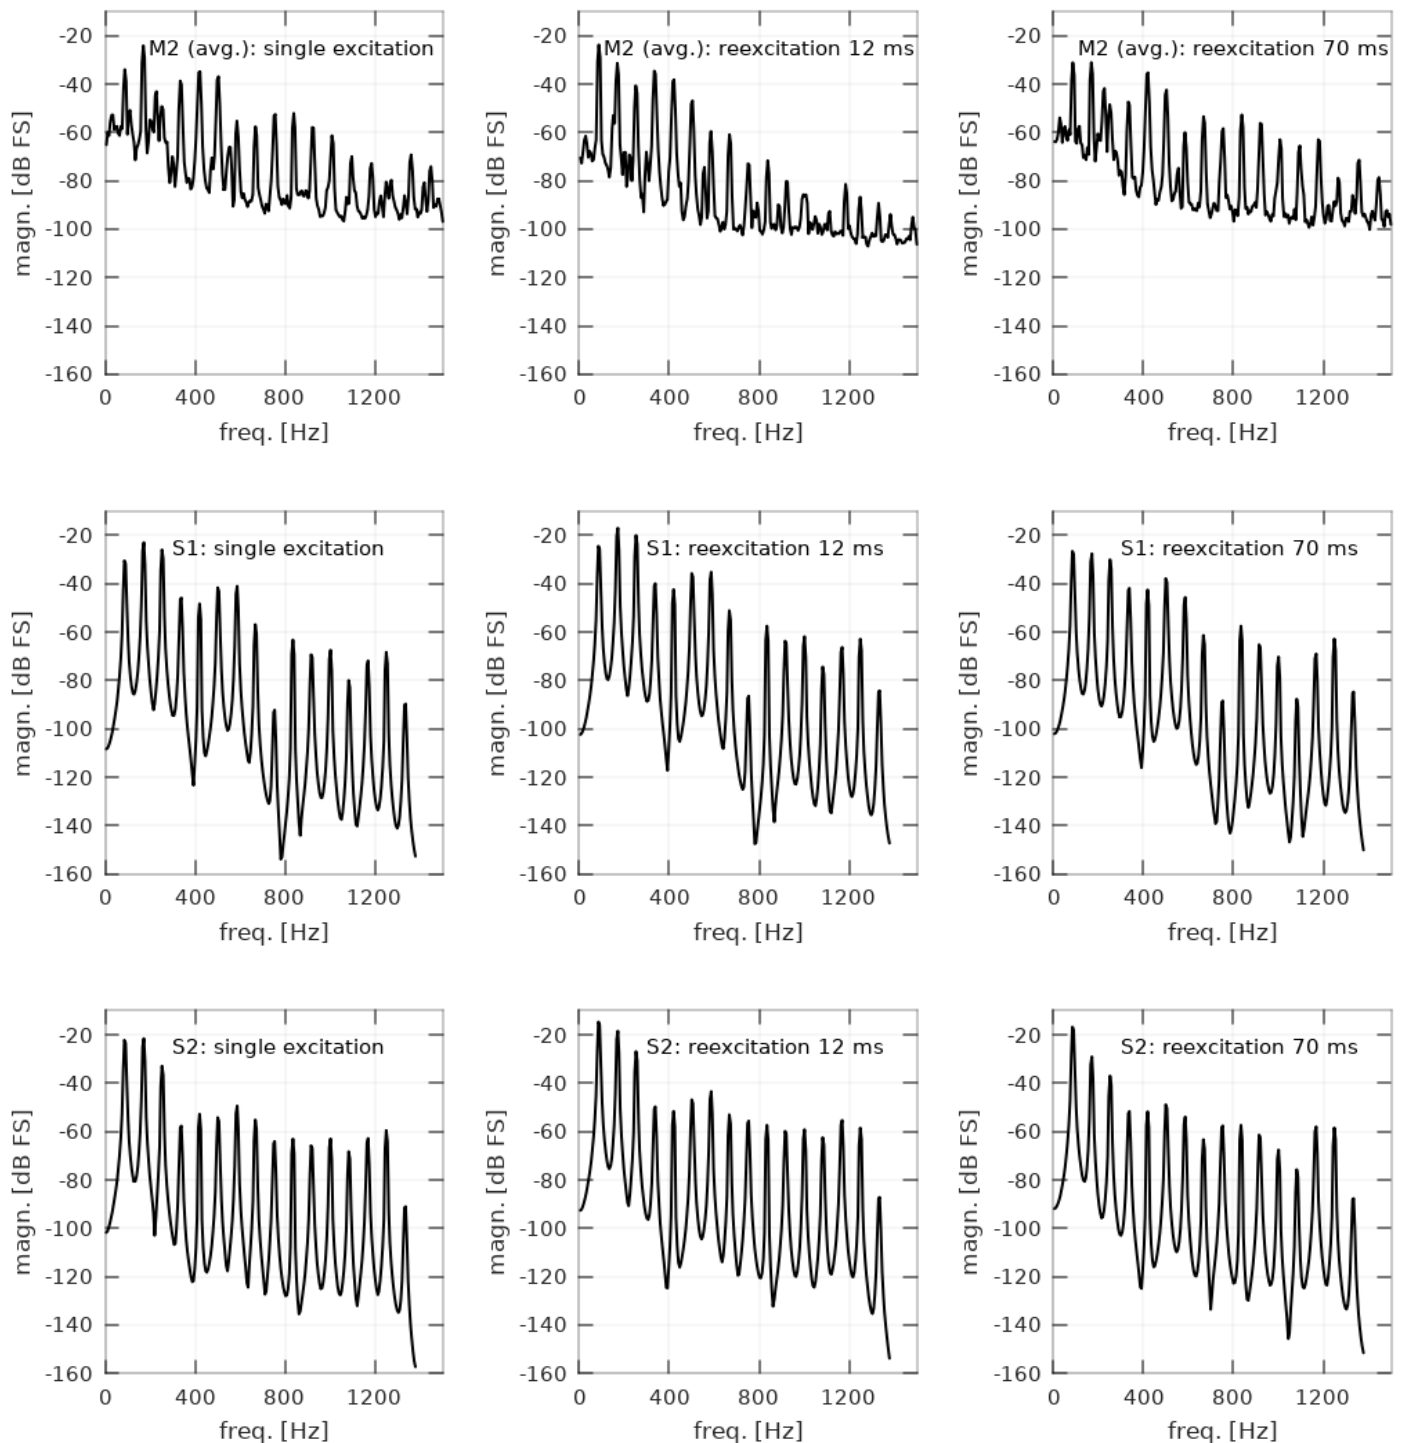 M2 (avg.): single excitation
-20
-40
-60
-80
-100
-120
-140
-160
0 400 800 1200
magn. [dB FS]
freq. [Hz]
M2 (avg.): reexcitation 12 ms
-20
-40
-60
-80
-100
-120
-140
-160
0 400 800 1200
magn. [dB FS]
freq. [Hz]
M2 (avg.): reexcitation 70 ms
-20
-40
-60
-80
-100
-120
-140
-160
0 400 800 1200
magn. [dB FS]
freq. [Hz]
S1: single excitation
-20
-40
-60
-80
-100
-120
-140
-160
0 400 800 1200
magn. [dB FS]
freq. [Hz]
S1: reexcitation 12 ms
-20
-40
-60
-80
-100
-120
-140
-160
0 400 800 1200
magn. [dB FS]
freq. [Hz]
S1: reexcitation 70 ms
-20
-40
-60
-80
-100
-120
-140
-160
0 400 800 1200
magn. [dB FS]
freq. [Hz]
S2: single excitation
-20
-40
-60
-80
-100
-120
-140
-160
0 400 800 1200
magn. [dB FS]
freq. [Hz]
S2: reexcitation 12 ms
-20
-40
-60
-80
-100
-120
-140
-160
0 400 800 1200
magn. [dB FS]
freq. [Hz]
S2: reexcitation 70 ms
-20
-40
-60
-80
-100
-120
-140
-160
0 400 800 1200
magn. [dB FS]
freq. [Hz]